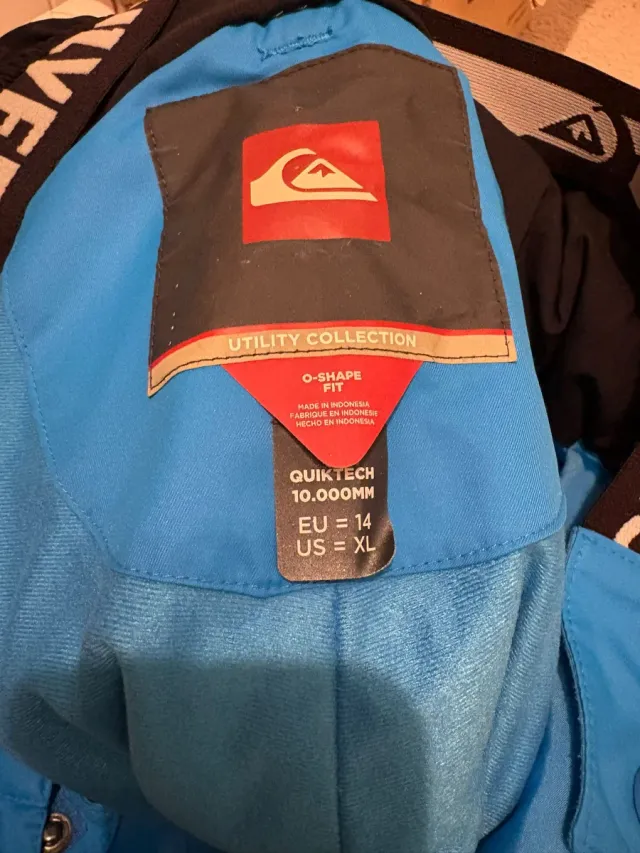 UTILITY COLLECTION
O-SHAPE
FIT
MADE IN INDONESIA
FABRIQUE EN INDONESIE
HECHO EN INDONESIA
QUIKTECH
10.000MM
EU = 14
US = XL